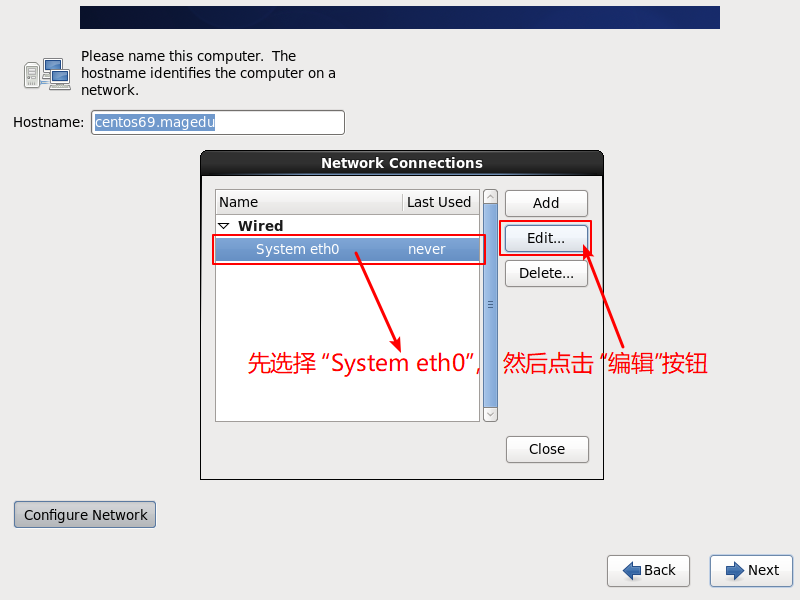 Please name this computer.  The
hostname identifies the computer on a
network.
Hostname: centos69.magedu
Network Connections
Name Last Used
Wired
System eth0 never
Add
Edit...
Delete...
先选择 “System eth0”， 然后点击 “编辑”按钮
Close
Configure Network
Back Next